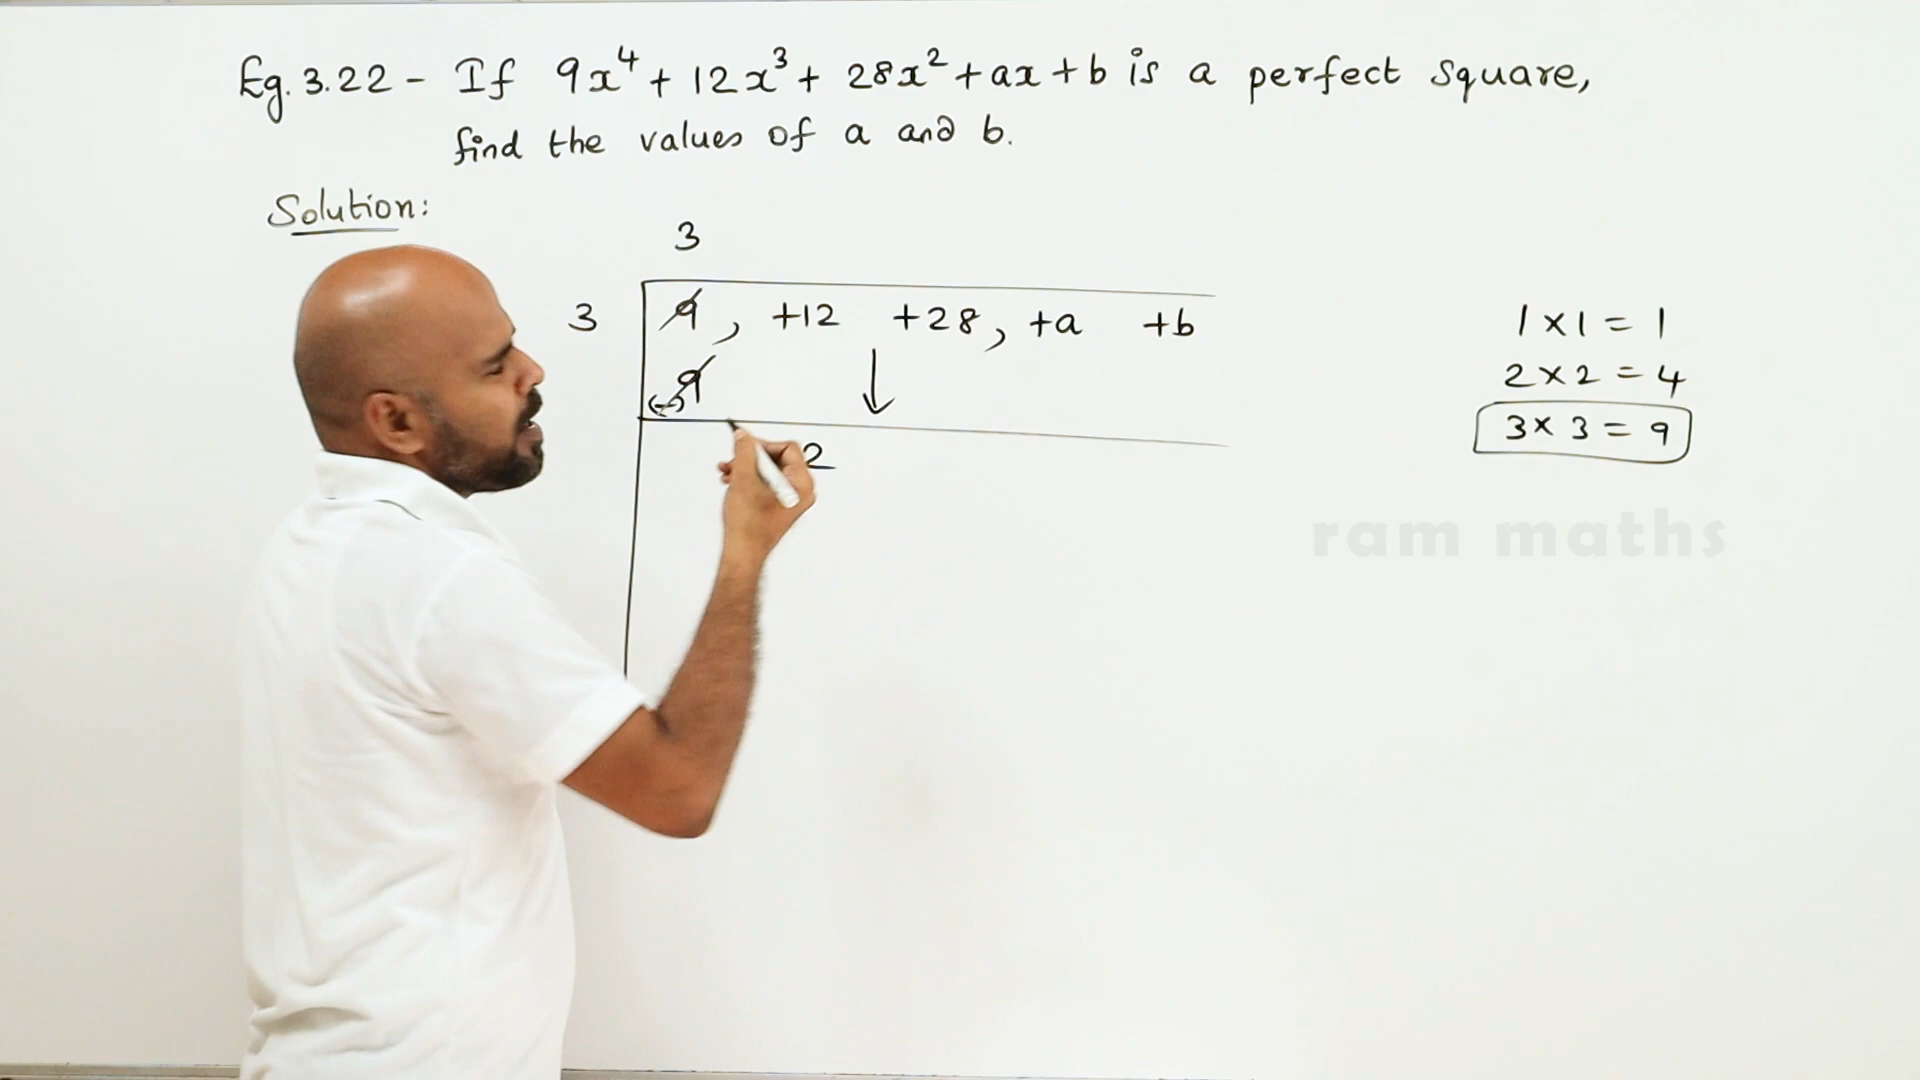 Eg. 3.22 - If 9x⁴ + 12x³ + 28x² + ax + b is a perfect square,
find the values of a and b.
Solution:
3
3 9, +12 +28, +a +b
(-)9
2
1 × 1 = 1
2 × 2 = 4
3 × 3 = 9
ram maths